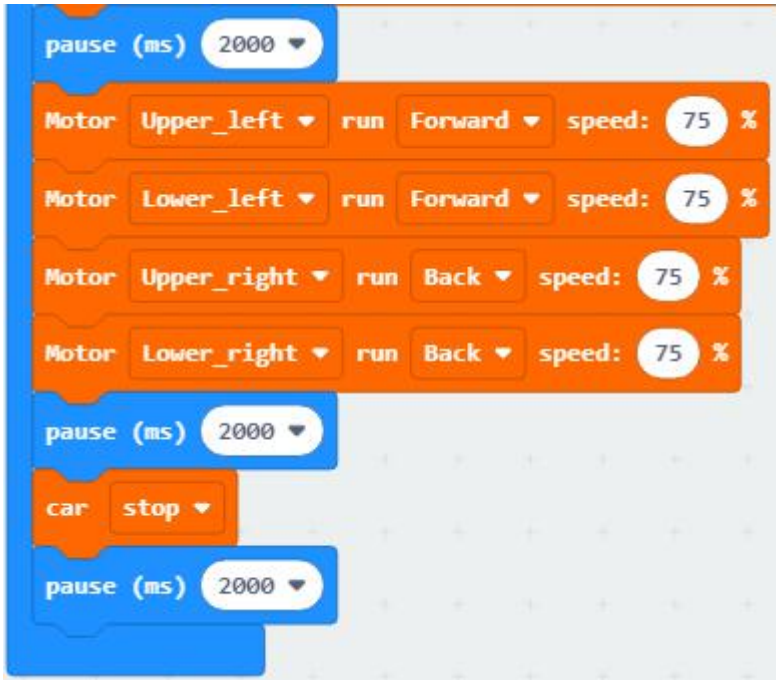 pause (ms) 2000
Motor Upper_left run Forward speed: 75 %
Motor Lower_left run Forward speed: 75 %
Motor Upper_right run Back speed: 75 %
Motor Lower_right run Back speed: 75 %
pause (ms) 2000
car stop
pause (ms) 2000